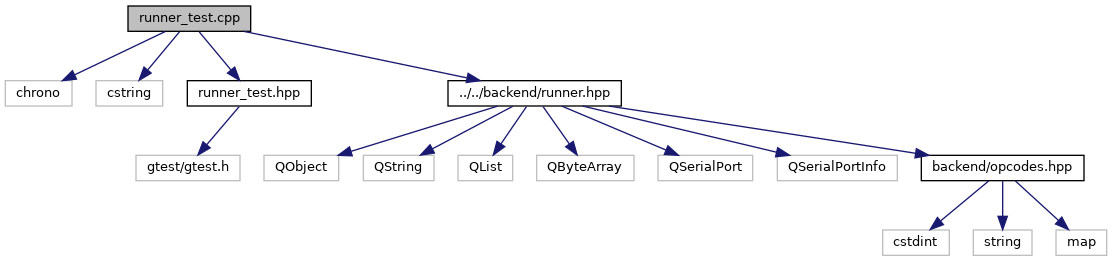 runner_test.cpp
chrono
cstring
runner_test.hpp
../../backend/runner.hpp
gtest/gtest.h
QObject
QString
QList
QByteArray
QSerialPort
QSerialPortInfo
backend/opcodes.hpp
cstdint
string
map